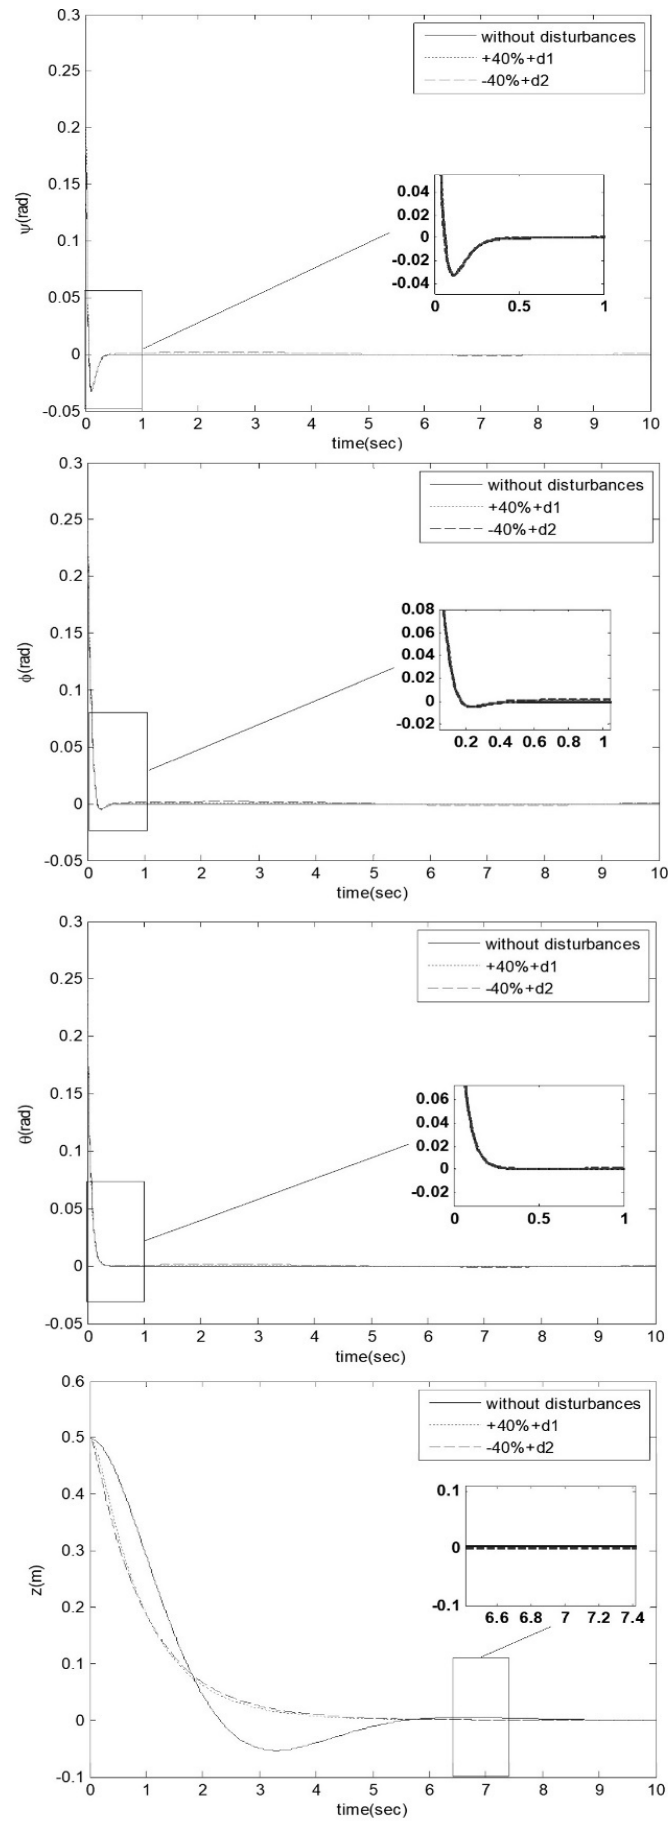 0.3
without disturbances
+40%+d1
-40%+d2
0.25
0.2
0.15
ψ(rad)
0.1
0.05
0
-0.05
0.04
0.02
0
-0.02
-0.04
0 0.5 1
0 1 2 3 4 5 6 7 8 9 10
time(sec)
0.3
without disturbances
+40%+d1
-40%+d2
0.25
0.2
0.15
ϕ(rad)
0.1
0.05
0
-0.05
0.08
0.06
0.04
0.02
0
-0.02
0.2 0.4 0.6 0.8 1
0 1 2 3 4 5 6 7 8 9 10
time(sec)
0.3
without disturbances
+40%+d1
-40%+d2
0.25
0.2
0.15
θ(rad)
0.1
0.05
0
-0.05
0.06
0.04
0.02
0
-0.02
0 0.5 1
0 1 2 3 4 5 6 7 8 9 10
time(sec)
0.6
without disturbances
+40%+d1
-40%+d2
0.5
0.4
0.3
z(m)
0.2
0.1
0
-0.1
0.1
0
-0.1
6.6 6.8 7 7.2 7.4
0 1 2 3 4 5 6 7 8 9 10
time(sec)